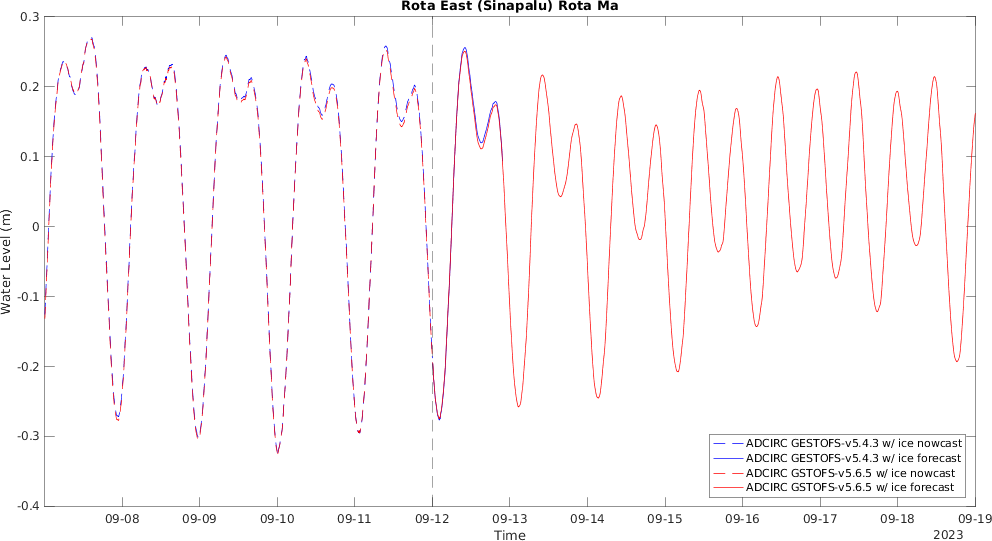 Rota East (Sinapalu) Rota Ma
0.3
0.2
0.1
0
-0.1
-0.2
-0.3
-0.4
Water Level (m)
09-08 09-09 09-10 09-11 09-12 09-13 09-14 09-15 09-16 09-17 09-18 09-19
Time
2023
ADCIRC GESTOFS-v5.4.3 w/ ice nowcast
ADCIRC GESTOFS-v5.4.3 w/ ice forecast
ADCIRC GSTOFS-v5.6.5 w/ ice nowcast
ADCIRC GSTOFS-v5.6.5 w/ ice forecast